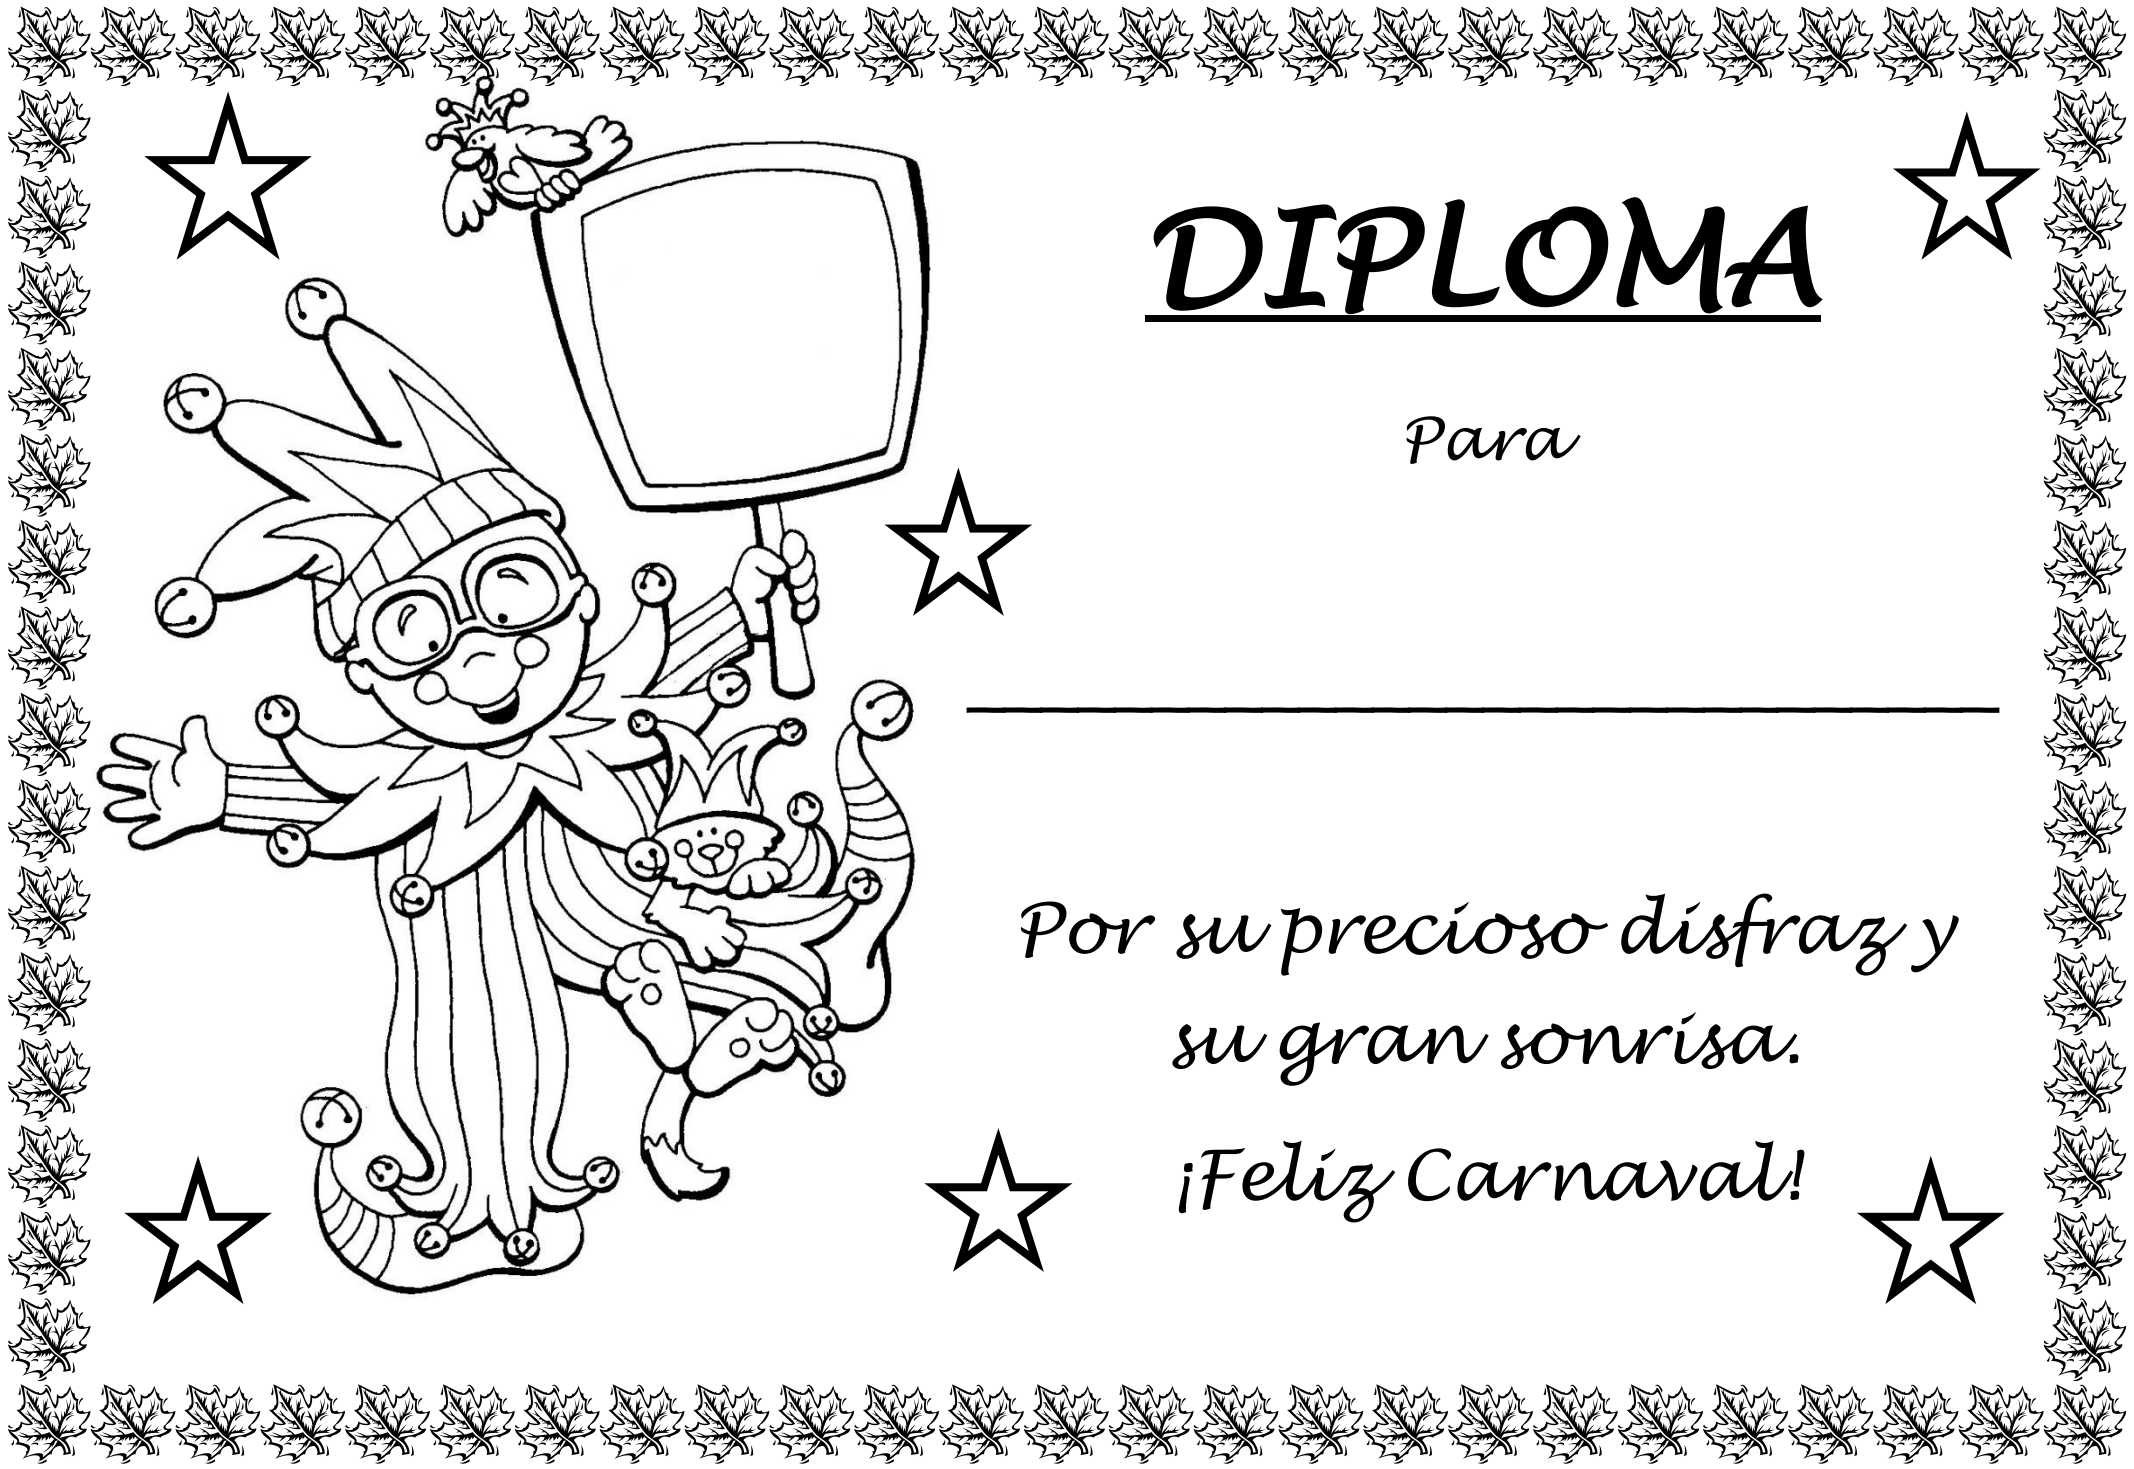 DIPLOMA
Para
Por su precioso disfraz y
su gran sonrisa.
¡Feliz Carnaval!